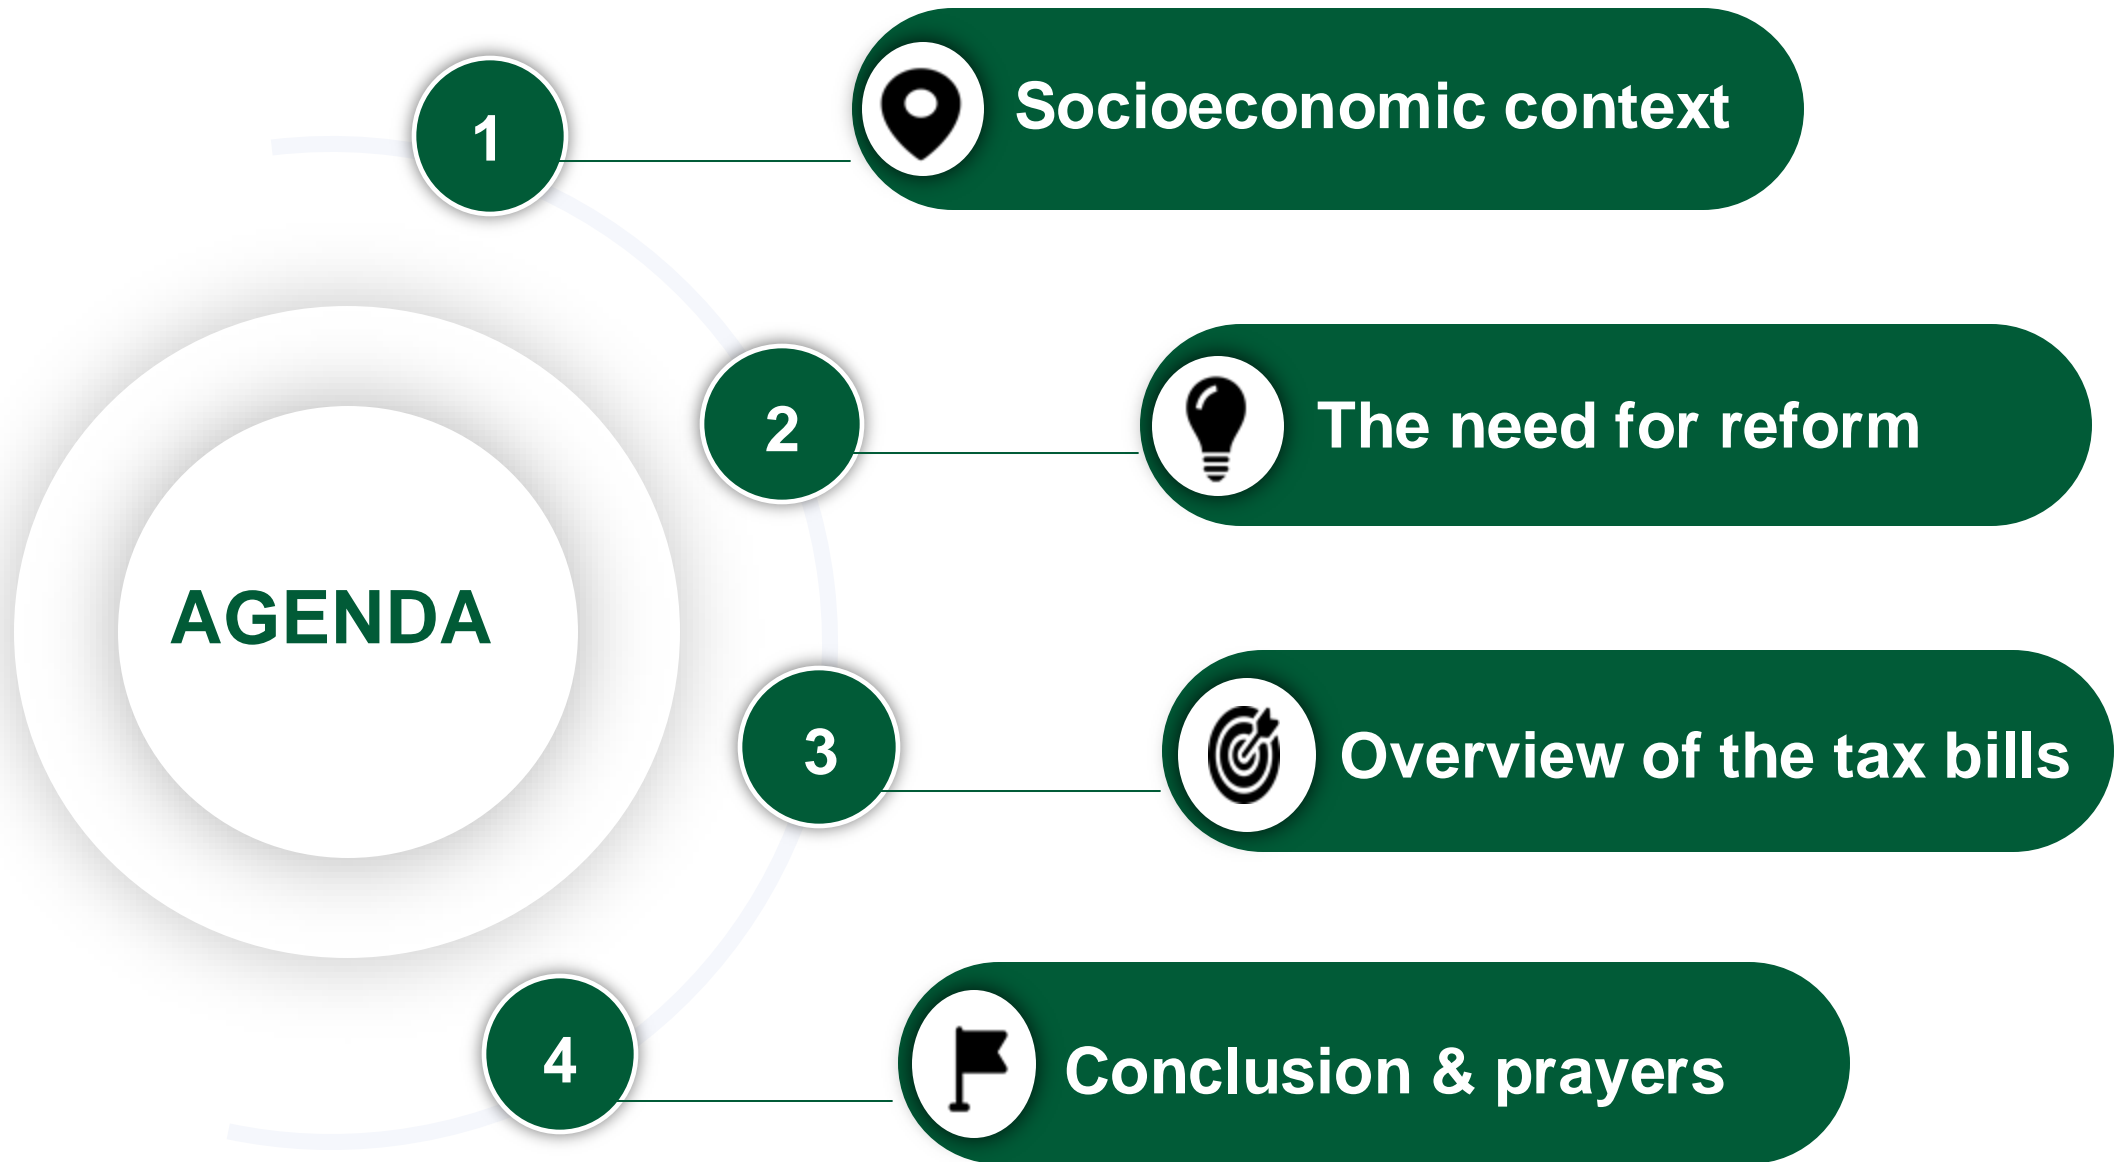 AGENDA
1
Socioeconomic context
2
The need for reform
3
Overview of the tax bills
4
Conclusion & prayers